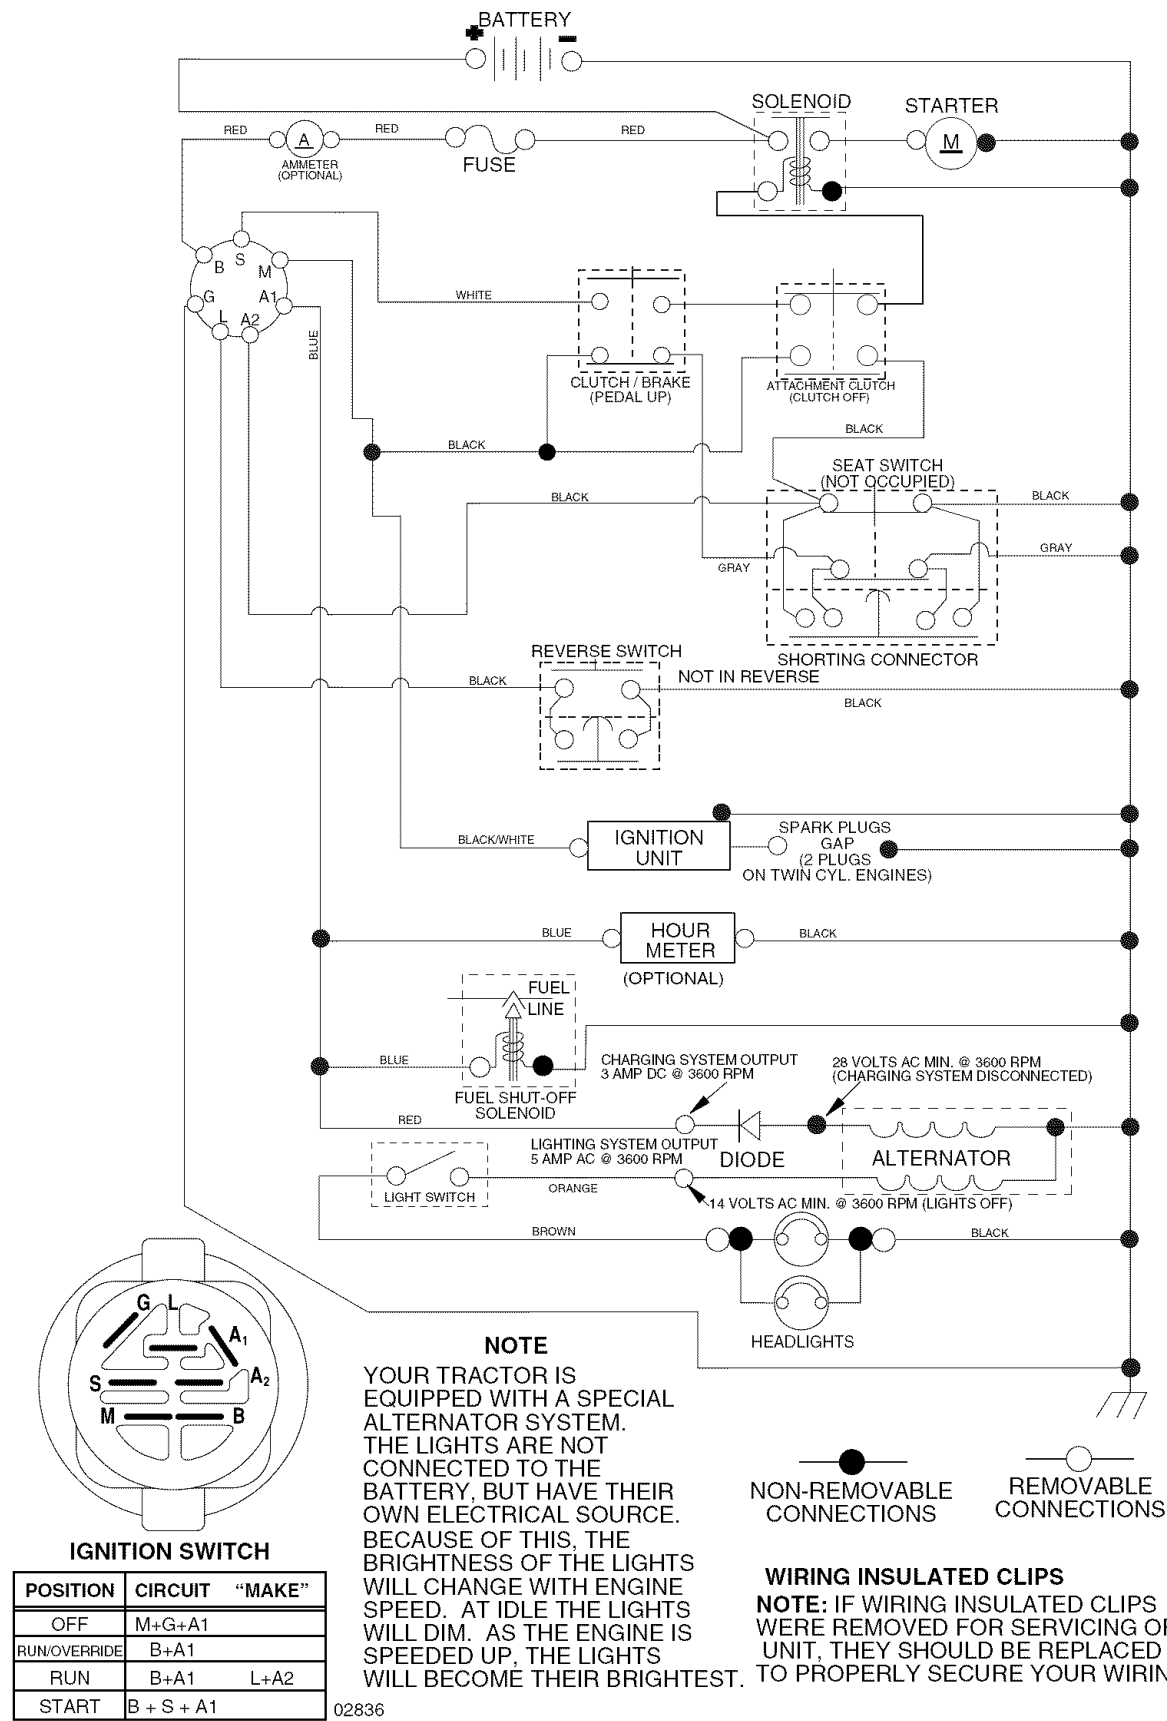 BATTERY
SOLENOID
STARTER
RED
A
RED
RED
M
AMMETER
(OPTIONAL)
FUSE
B
S
M
G
A1
L
A2
WHITE
BLUE
CLUTCH / BRAKE
(PEDAL UP)
ATTACHMENT CLUTCH
(CLUTCH OFF)
BLACK
BLACK
SEAT SWITCH
(NOT OCCUPIED)
BLACK
BLACK
GRAY
GRAY
REVERSE SWITCH
SHORTING CONNECTOR
BLACK
NOT IN REVERSE
BLACK
BLACK/WHITE
IGNITION
UNIT
SPARK PLUGS
GAP
(2 PLUGS
ON TWIN CYL. ENGINES)
BLUE
HOUR
METER
BLACK
(OPTIONAL)
FUEL
LINE
BLUE
FUEL SHUT-OFF
SOLENOID
CHARGING SYSTEM OUTPUT
3 AMP DC @ 3600 RPM
28 VOLTS AC MIN. @ 3600 RPM
(CHARGING SYSTEM DISCONNECTED)
RED
LIGHTING SYSTEM OUTPUT
5 AMP AC @ 3600 RPM
DIODE
ALTERNATOR
LIGHT SWITCH
ORANGE
14 VOLTS AC MIN. @ 3600 RPM (LIGHTS OFF)
BROWN
BLACK
HEADLIGHTS
G
L
A1
S
A2
M
B
IGNITION SWITCH
POSITION CIRCUIT "MAKE"
OFF M+G+A1
RUN/OVERRIDE B+A1
RUN B+A1 L+A2
START B + S + A1
02836
NOTE
YOUR TRACTOR IS
EQUIPPED WITH A SPECIAL
ALTERNATOR SYSTEM.
THE LIGHTS ARE NOT
CONNECTED TO THE
BATTERY, BUT HAVE THEIR
OWN ELECTRICAL SOURCE.
BECAUSE OF THIS, THE
BRIGHTNESS OF THE LIGHTS
WILL CHANGE WITH ENGINE
SPEED. AT IDLE THE LIGHTS
WILL DIM. AS THE ENGINE IS
SPEEDED UP, THE LIGHTS
WILL BECOME THEIR BRIGHTEST.
NON-REMOVABLE
CONNECTIONS
REMOVABLE
CONNECTIONS
WIRING INSULATED CLIPS
NOTE: IF WIRING INSULATED CLIPS
WERE REMOVED FOR SERVICING OF
UNIT, THEY SHOULD BE REPLACED
TO PROPERLY SECURE YOUR WIRIN